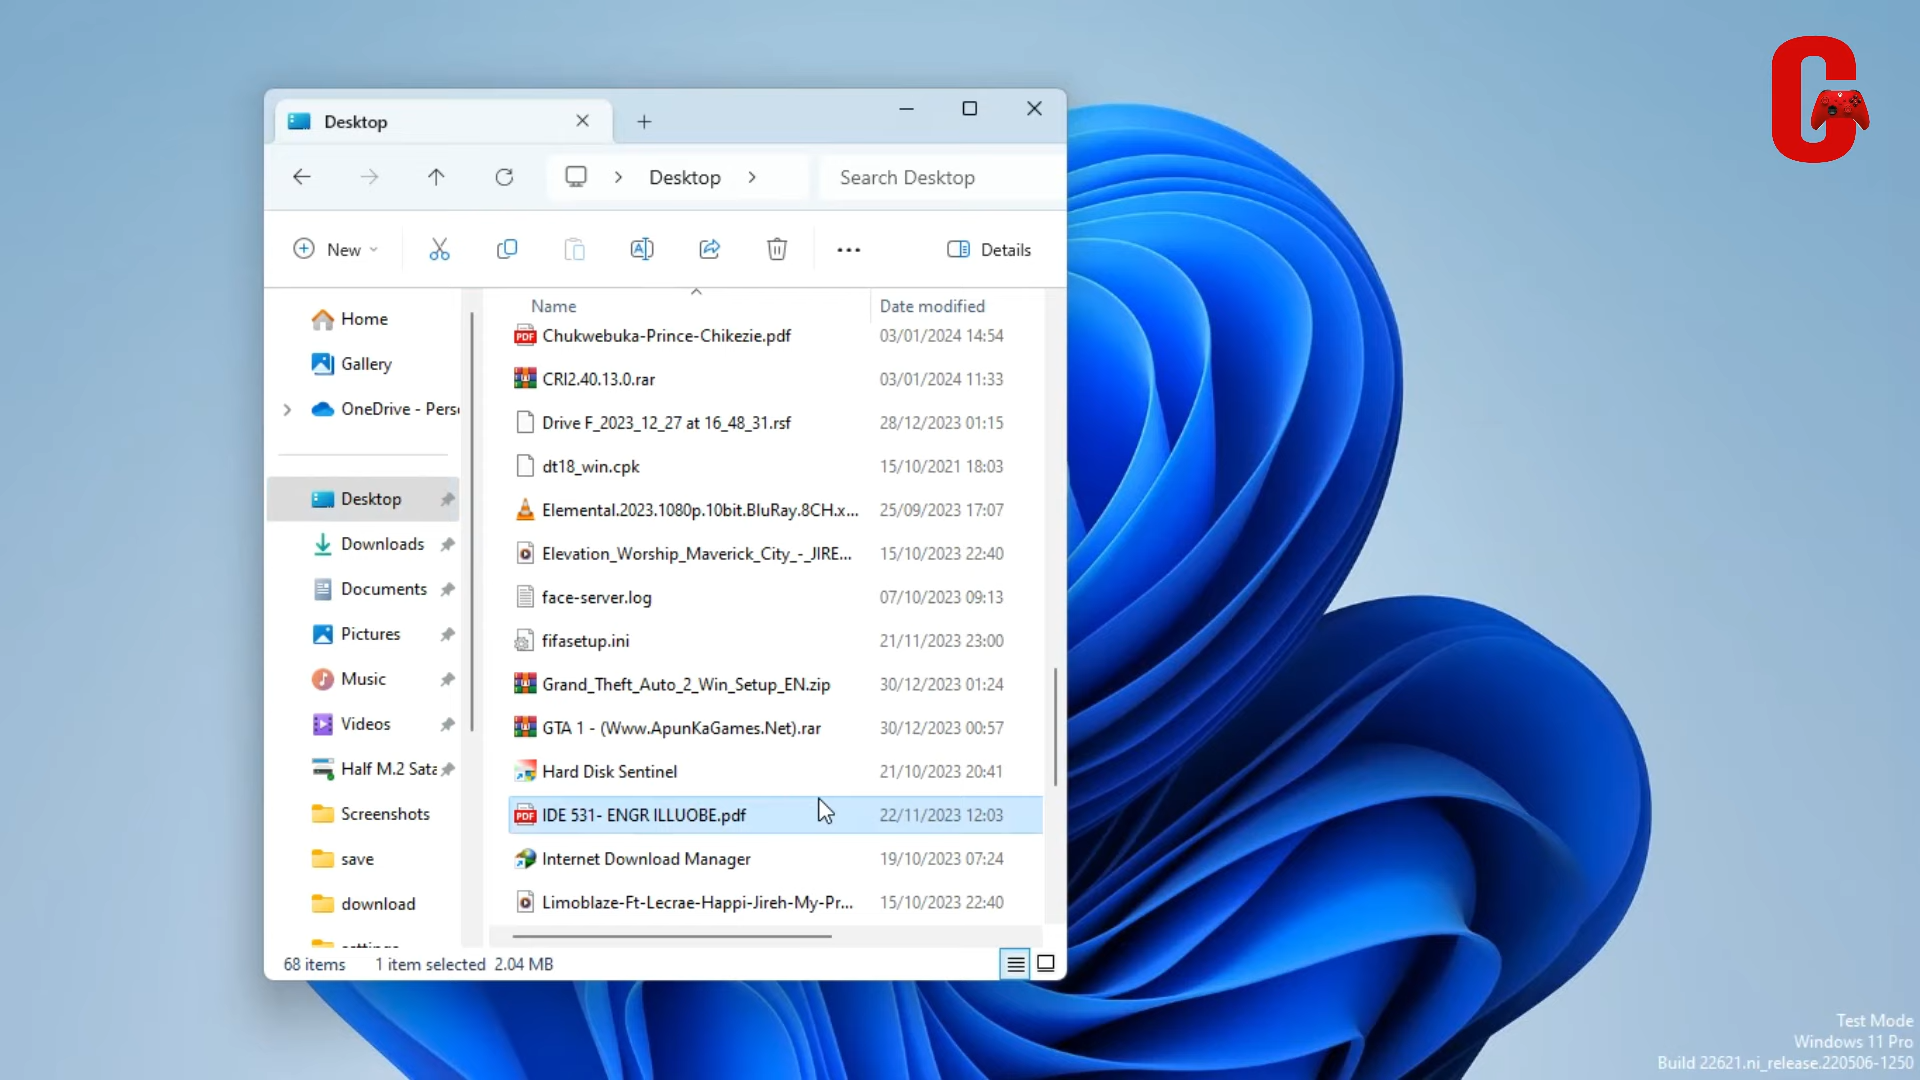 Desktop
Desktop
Search Desktop
New
Details
Home
Gallery
OneDrive - Pers
Desktop
Downloads
Documents
Pictures
Music
Videos
Half M.2 Sata
Screenshots
save
download
Name Date modified
Chukwebuka-Prince-Chikezie.pdf 03/01/2024 14:54
CRI2.40.13.0.rar 03/01/2024 11:33
Drive F_2023_12_27 at 16_48_31.rsf 28/12/2023 01:15
dt18_win.cpk 15/10/2021 18:03
Elemental.2023.1080p.10bit.BluRay.8CH.x... 25/09/2023 17:07
Elevation_Worship_Maverick_City_-_JIRE... 15/10/2023 22:40
face-server.log 07/10/2023 09:13
fifasetup.ini 21/11/2023 23:00
Grand_Theft_Auto_2_Win_Setup_EN.zip 30/12/2023 01:24
GTA 1 - (Www.ApunKaGames.Net).rar 30/12/2023 00:57
Hard Disk Sentinel 21/10/2023 20:41
IDE 531- ENGR ILLUOBE.pdf 22/11/2023 12:03
Internet Download Manager 19/10/2023 07:24
Limoblaze-Ft-Lecrae-Happi-Jireh-My-Pr... 15/10/2023 22:40
68 items 1 item selected 2.04 MB
C
Test Mode
Windows 11 Pro
Build 22621.ni_release.220506-1250